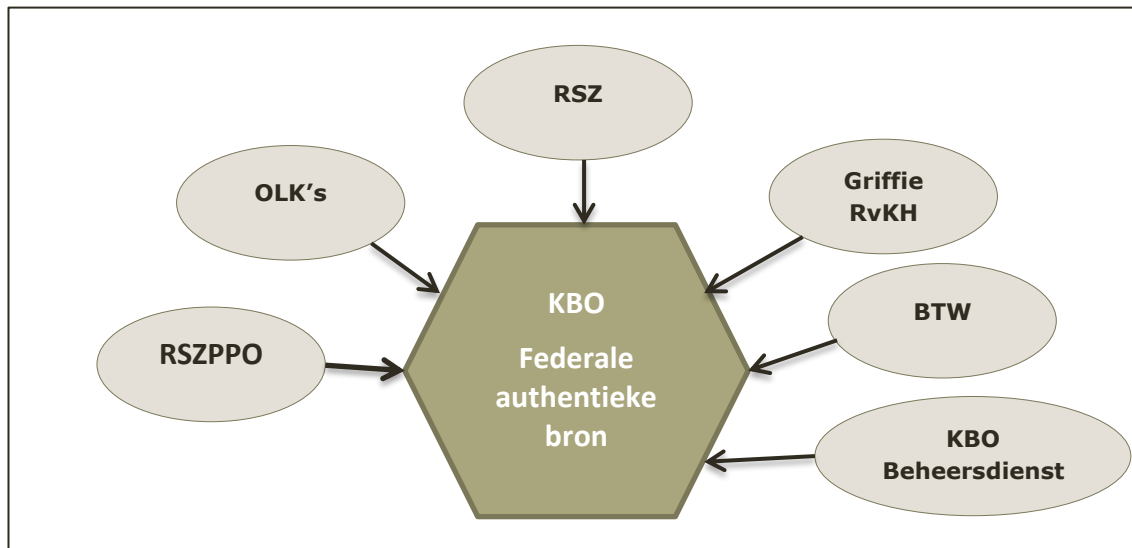 RSZ
OLK's
Griffie
RvKH
KBO
Federale
authentieke
bron
BTW
RSZPPO
KBO
Beheersdienst